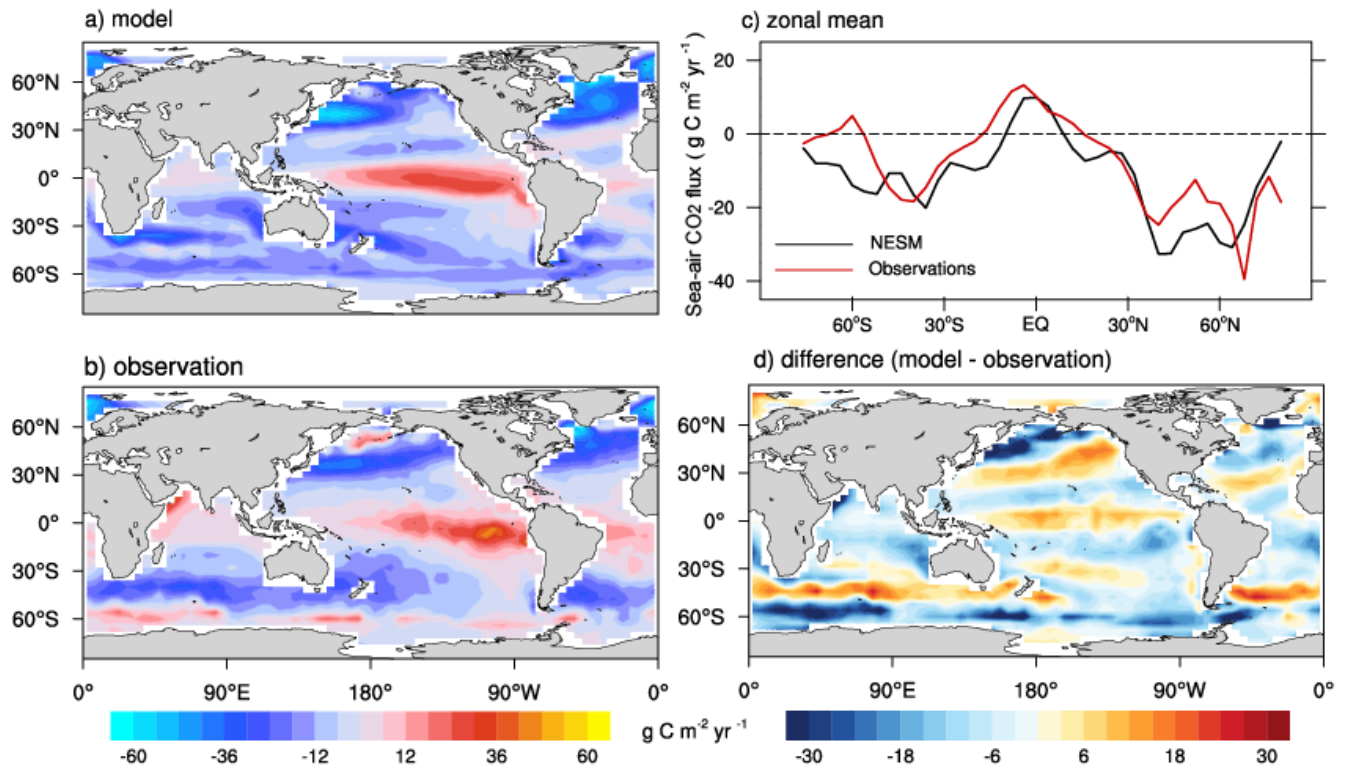 a) model
60°N
30°N
0°
30°S
60°S
c) zonal mean
Sea-air CO2 flux ( g C m-2 yr -1)
20
0
-20
-40
NESM
Observations
60°S
30°S
EQ
30°N
60°N
b) observation
60°N
30°N
0°
30°S
60°S
0°
90°E
180°
90°W
0°
-60
-36
-12
12
36
60
g C m-2 yr -1
d) difference (model - observation)
60°N
30°N
0°
30°S
60°S
0°
90°E
180°
90°W
0°
-30
-18
-6
6
18
30